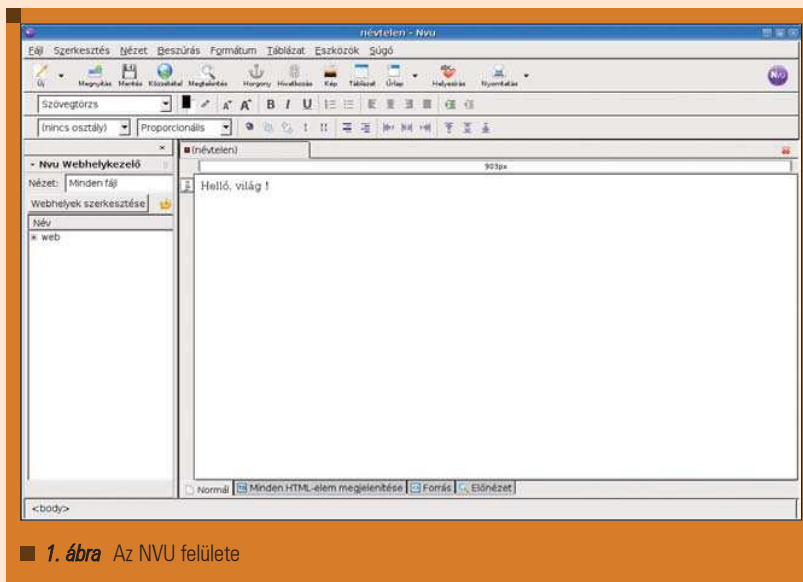 névtelen - Nvu
Fájl Szerkesztés Nézet Beszúrás Formátum Táblázat Eszközök Súgó
Új Megnyitás Mentés Közzététel Megtekintés Horgony Hivatkozás Kép Táblázat Űrlap Helyesírás Nyomtatás
Nvu
Szövegtörzs A A B I U
(nincs osztály) Proporcionális ! !!
(névtelen)
Nvu Webhelykezelő
903px
Nézet: Minden fájl
Helló, világ !
Webhelyek szerkesztése
Név
web
Normál Minden HTML-elem megjelenítése Forrás Előnézet
<body>
1. ábra Az NVU felülete